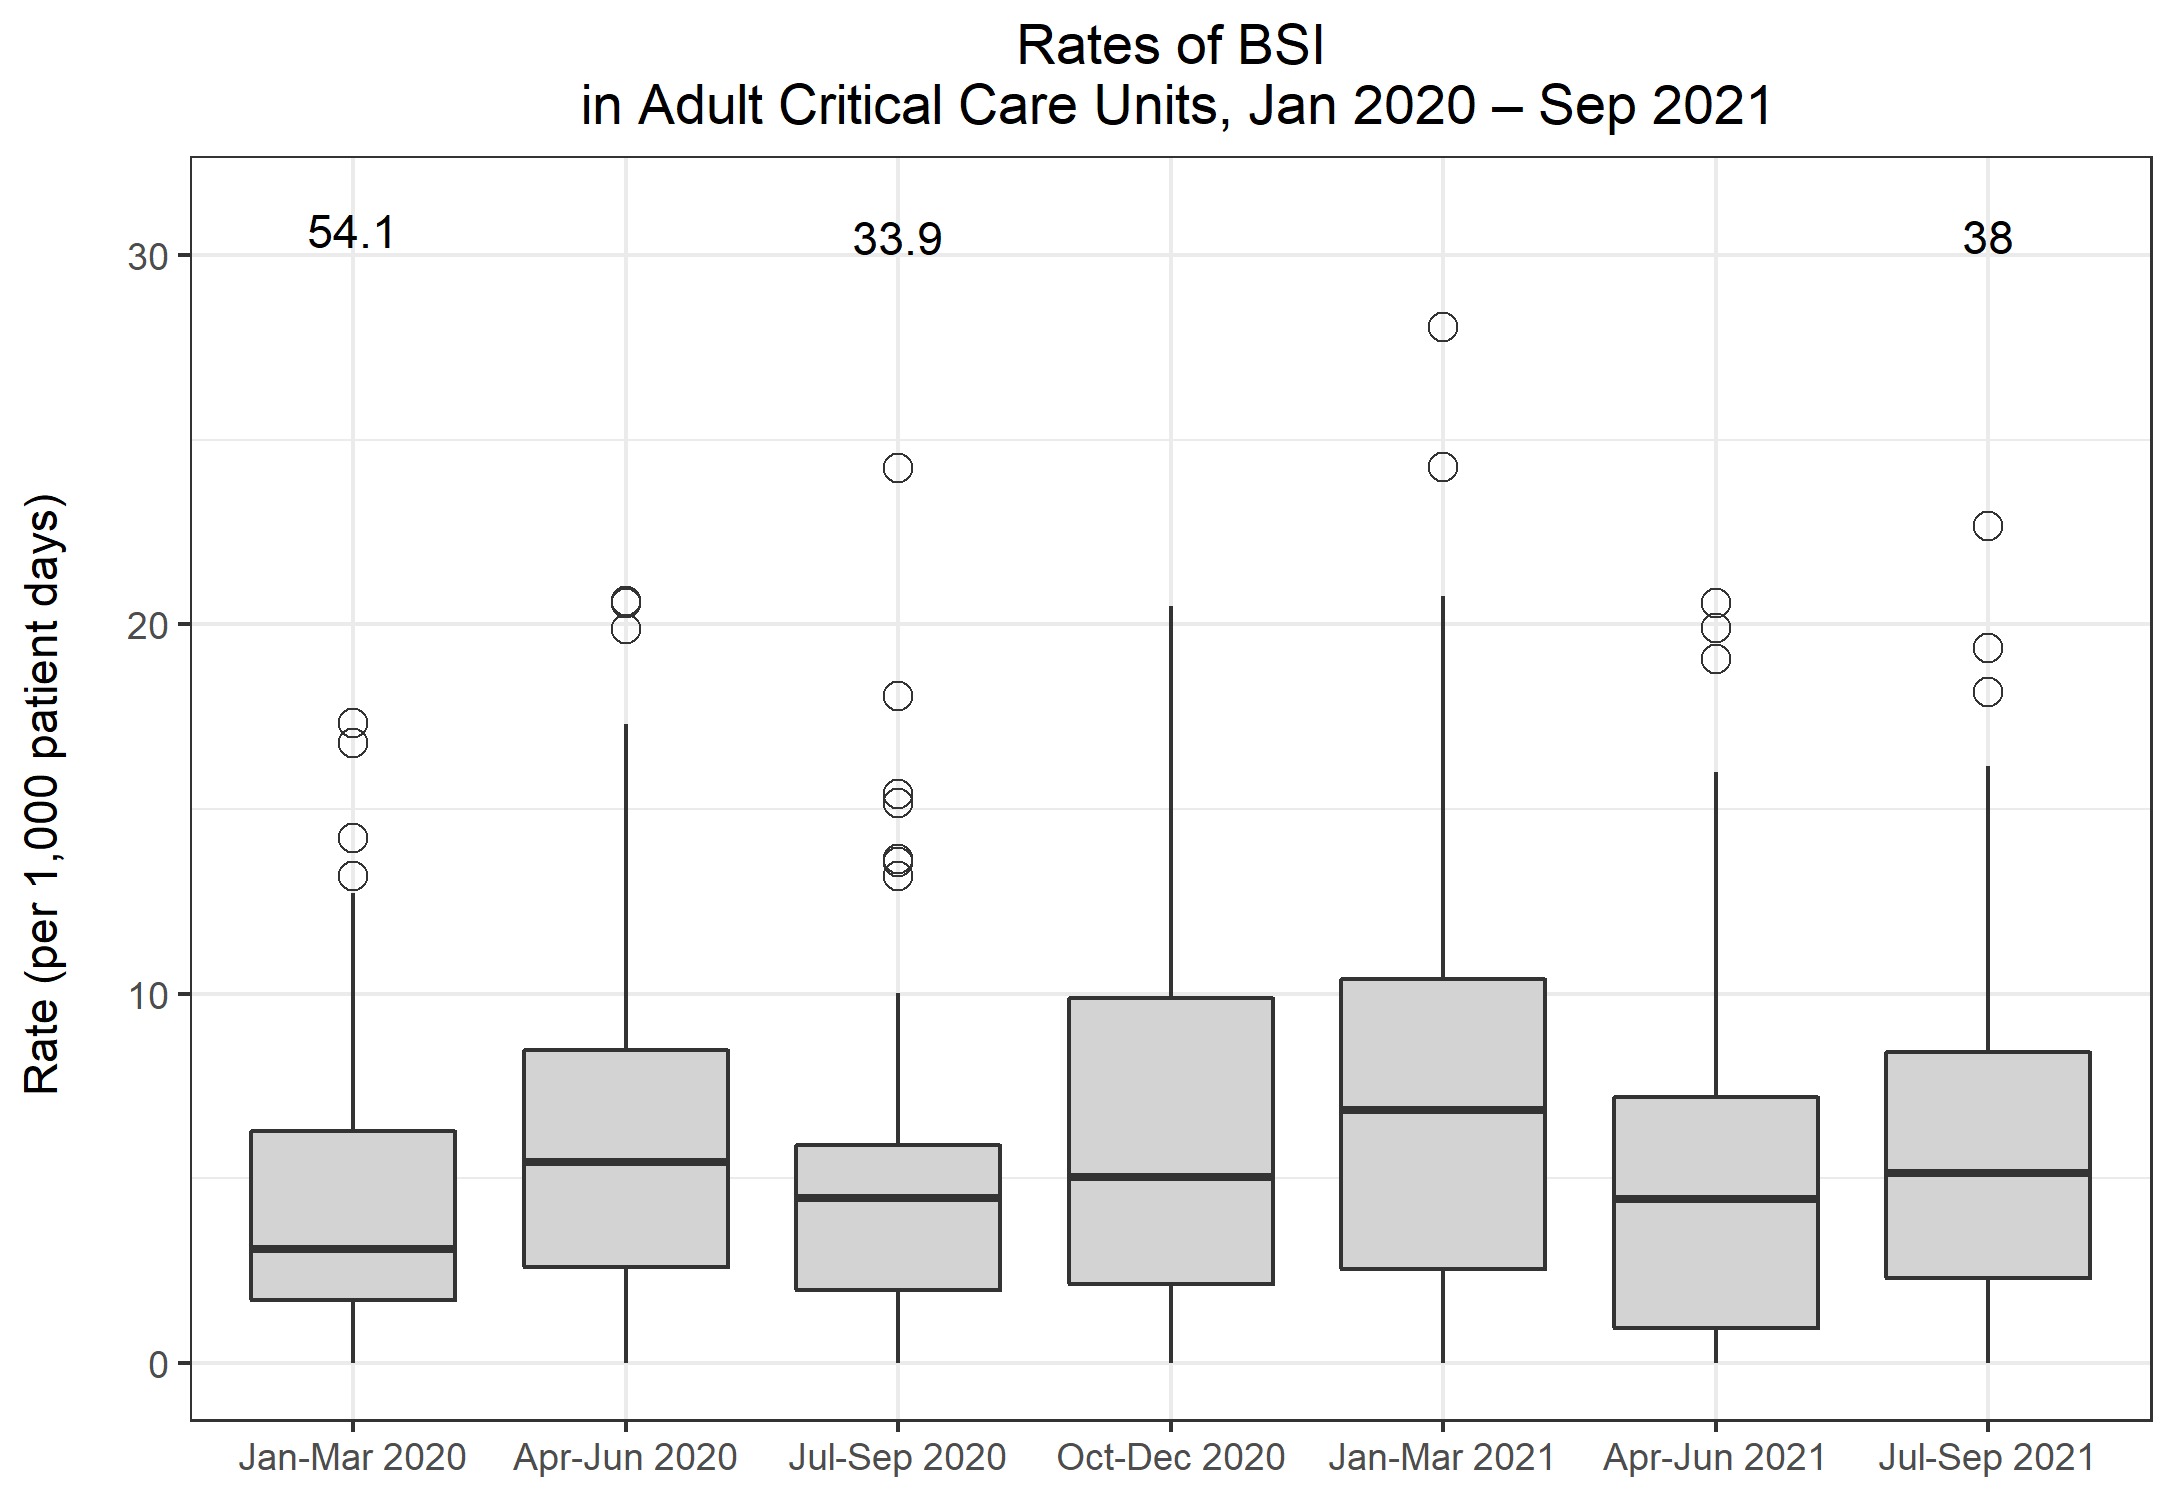 Rates of BSI
in Adult Critical Care Units, Jan 2020 – Sep 2021
Rate (per 1,000 patient days)
54.1
33.9
38
30
20
10
0
Jan-Mar 2020
Apr-Jun 2020
Jul-Sep 2020
Oct-Dec 2020
Jan-Mar 2021
Apr-Jun 2021
Jul-Sep 2021